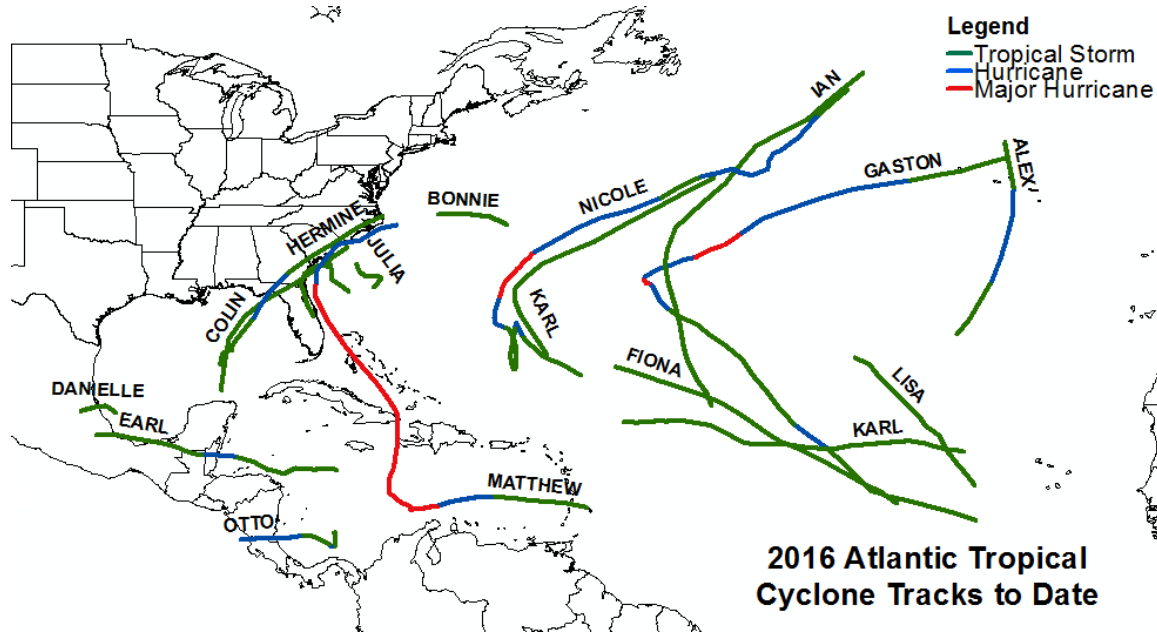 Legend
Tropical Storm
Hurricane
Major Hurricane
IAN
ALEX
GASTON
NICOLE
BONNIE
HERMINE
JULIA
COLIN
KARL
FIONA
LISA
DANIELLE
EARL
KARL
MATTHEW
OTTO
2016 Atlantic Tropical
Cyclone Tracks to Date